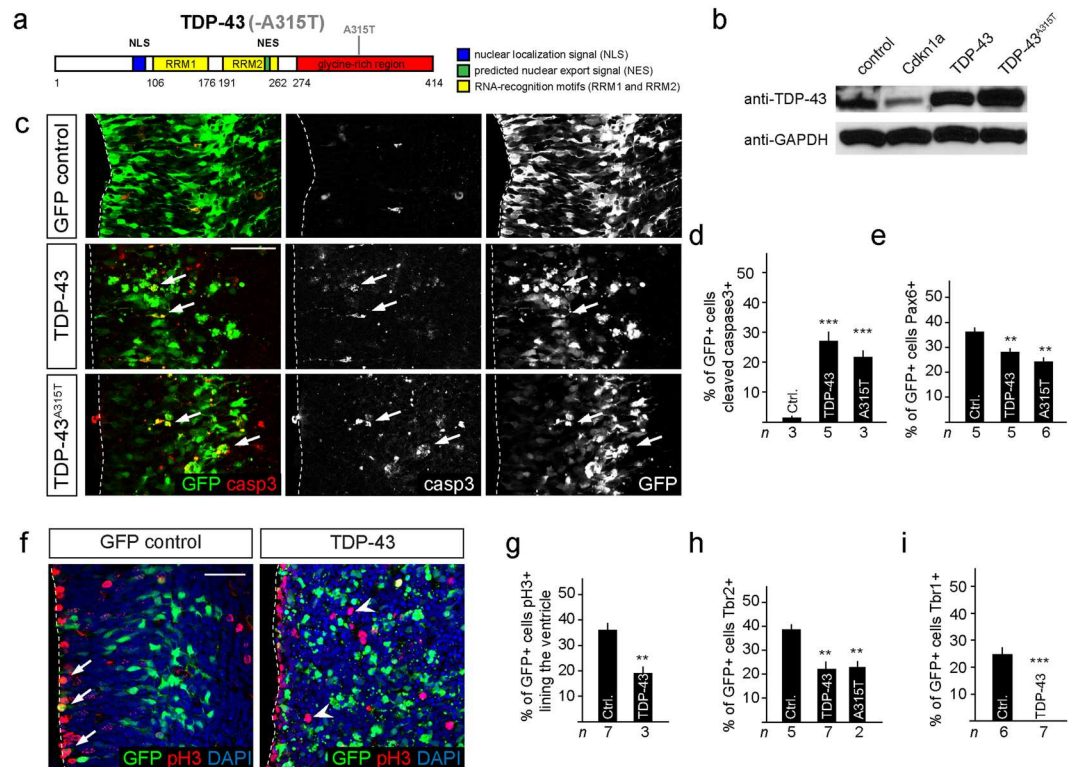 a
TDP-43 (-A315T)
A315T
NLS
NES
RRM1
RRM2
glycine-rich region
1
106
176
191
262
274
414
nuclear localization signal (NLS)
predicted nuclear export signal (NES)
RNA-recognition motifs (RRM1 and RRM2)
b
control
Cdkn1a
TDP-43
TDP-43A315T
anti-TDP-43
anti-GAPDH
c
GFP control
TDP-43
TDP-43A315T
GFP casp3
casp3
GFP
d
% of GFP+ cells
cleaved caspase3+
50
40
30
20
10
Ctrl.
***
TDP-43
***
A315T
n 3 5 3
e
% of GFP+ cells Pax6+
40
30
20
10
Ctrl.
**
TDP-43
**
A315T
n 5 5 6
f
GFP control
TDP-43
GFP pH3 DAPI
GFP pH3 DAPI
g
% of GFP+ cells pH3+
lining the ventricle
50
40
30
20
10
Ctrl.
**
TDP-43
n 7 3
h
% of GFP+ cells Tbr2+
50
40
30
20
10
Ctrl.
**
TDP-43
**
A315T
n 5 7 2
i
% of GFP+ cells Tbr1+
50
40
30
20
10
Ctrl.
***
TDP-43
n 6 7